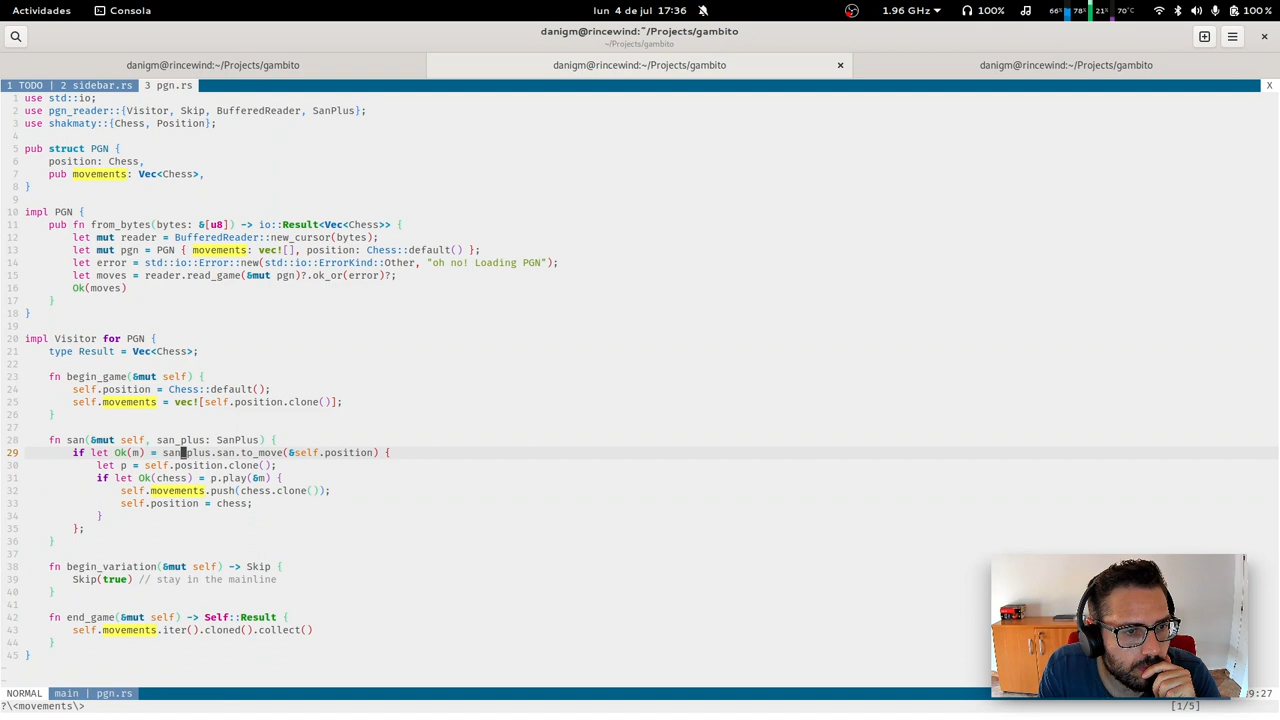 Actividades Consola lun 4 de jul 17:36 66% 78% 21% 70°C 1.96 GHz 100% 100 %
danigm@rincewind:~/Projects/gambito
~/Projects/gambito
danigm@rincewind:~/Projects/gambito danigm@rincewind:~/Projects/gambito × danigm@rincewind:~/Projects/gambito
1 TODO | 2 sidebar.rs 3 pgn.rs X
1 use std::io;
2 use pgn_reader::{Visitor, Skip, BufferedReader, SanPlus};
3 use shakmaty::{Chess, Position};
4
5 pub struct PGN {
6     position: Chess,
7     pub movements: Vec<Chess>,
8 }
9
10 impl PGN {
11     pub fn from_bytes(bytes: &[u8]) -> io::Result<Vec<Chess>> {
12         let mut reader = BufferedReader::new_cursor(bytes);
13         let mut pgn = PGN { movements: vec![], position: Chess::default() };
14         let error = std::io::Error::new(std::io::ErrorKind::Other, "oh no! Loading PGN");
15         let moves = reader.read_game(&mut pgn)?.ok_or(error)?;
16         Ok(moves)
17     }
18 }
19
20 impl Visitor for PGN {
21     type Result = Vec<Chess>;
22
23     fn begin_game(&mut self) {
24         self.position = Chess::default();
25         self.movements = vec![self.position.clone()];
26     }
27
28     fn san(&mut self, san_plus: SanPlus) {
29         if let Ok(m) = san_plus.san.to_move(&self.position) {
30             let p = self.position.clone();
31             if let Ok(chess) = p.play(&m) {
32                 self.movements.push(chess.clone());
33                 self.position = chess;
34             }
35         };
36     }
37
38     fn begin_variation(&mut self) -> Skip {
39         Skip(true) // stay in the mainline
40     }
41
42     fn end_game(&mut self) -> Self::Result {
43         self.movements.iter().cloned().collect()
44     }
45 }
~
NORMAL main | pgn.rs 9:27
?\<movements\> [1/5]